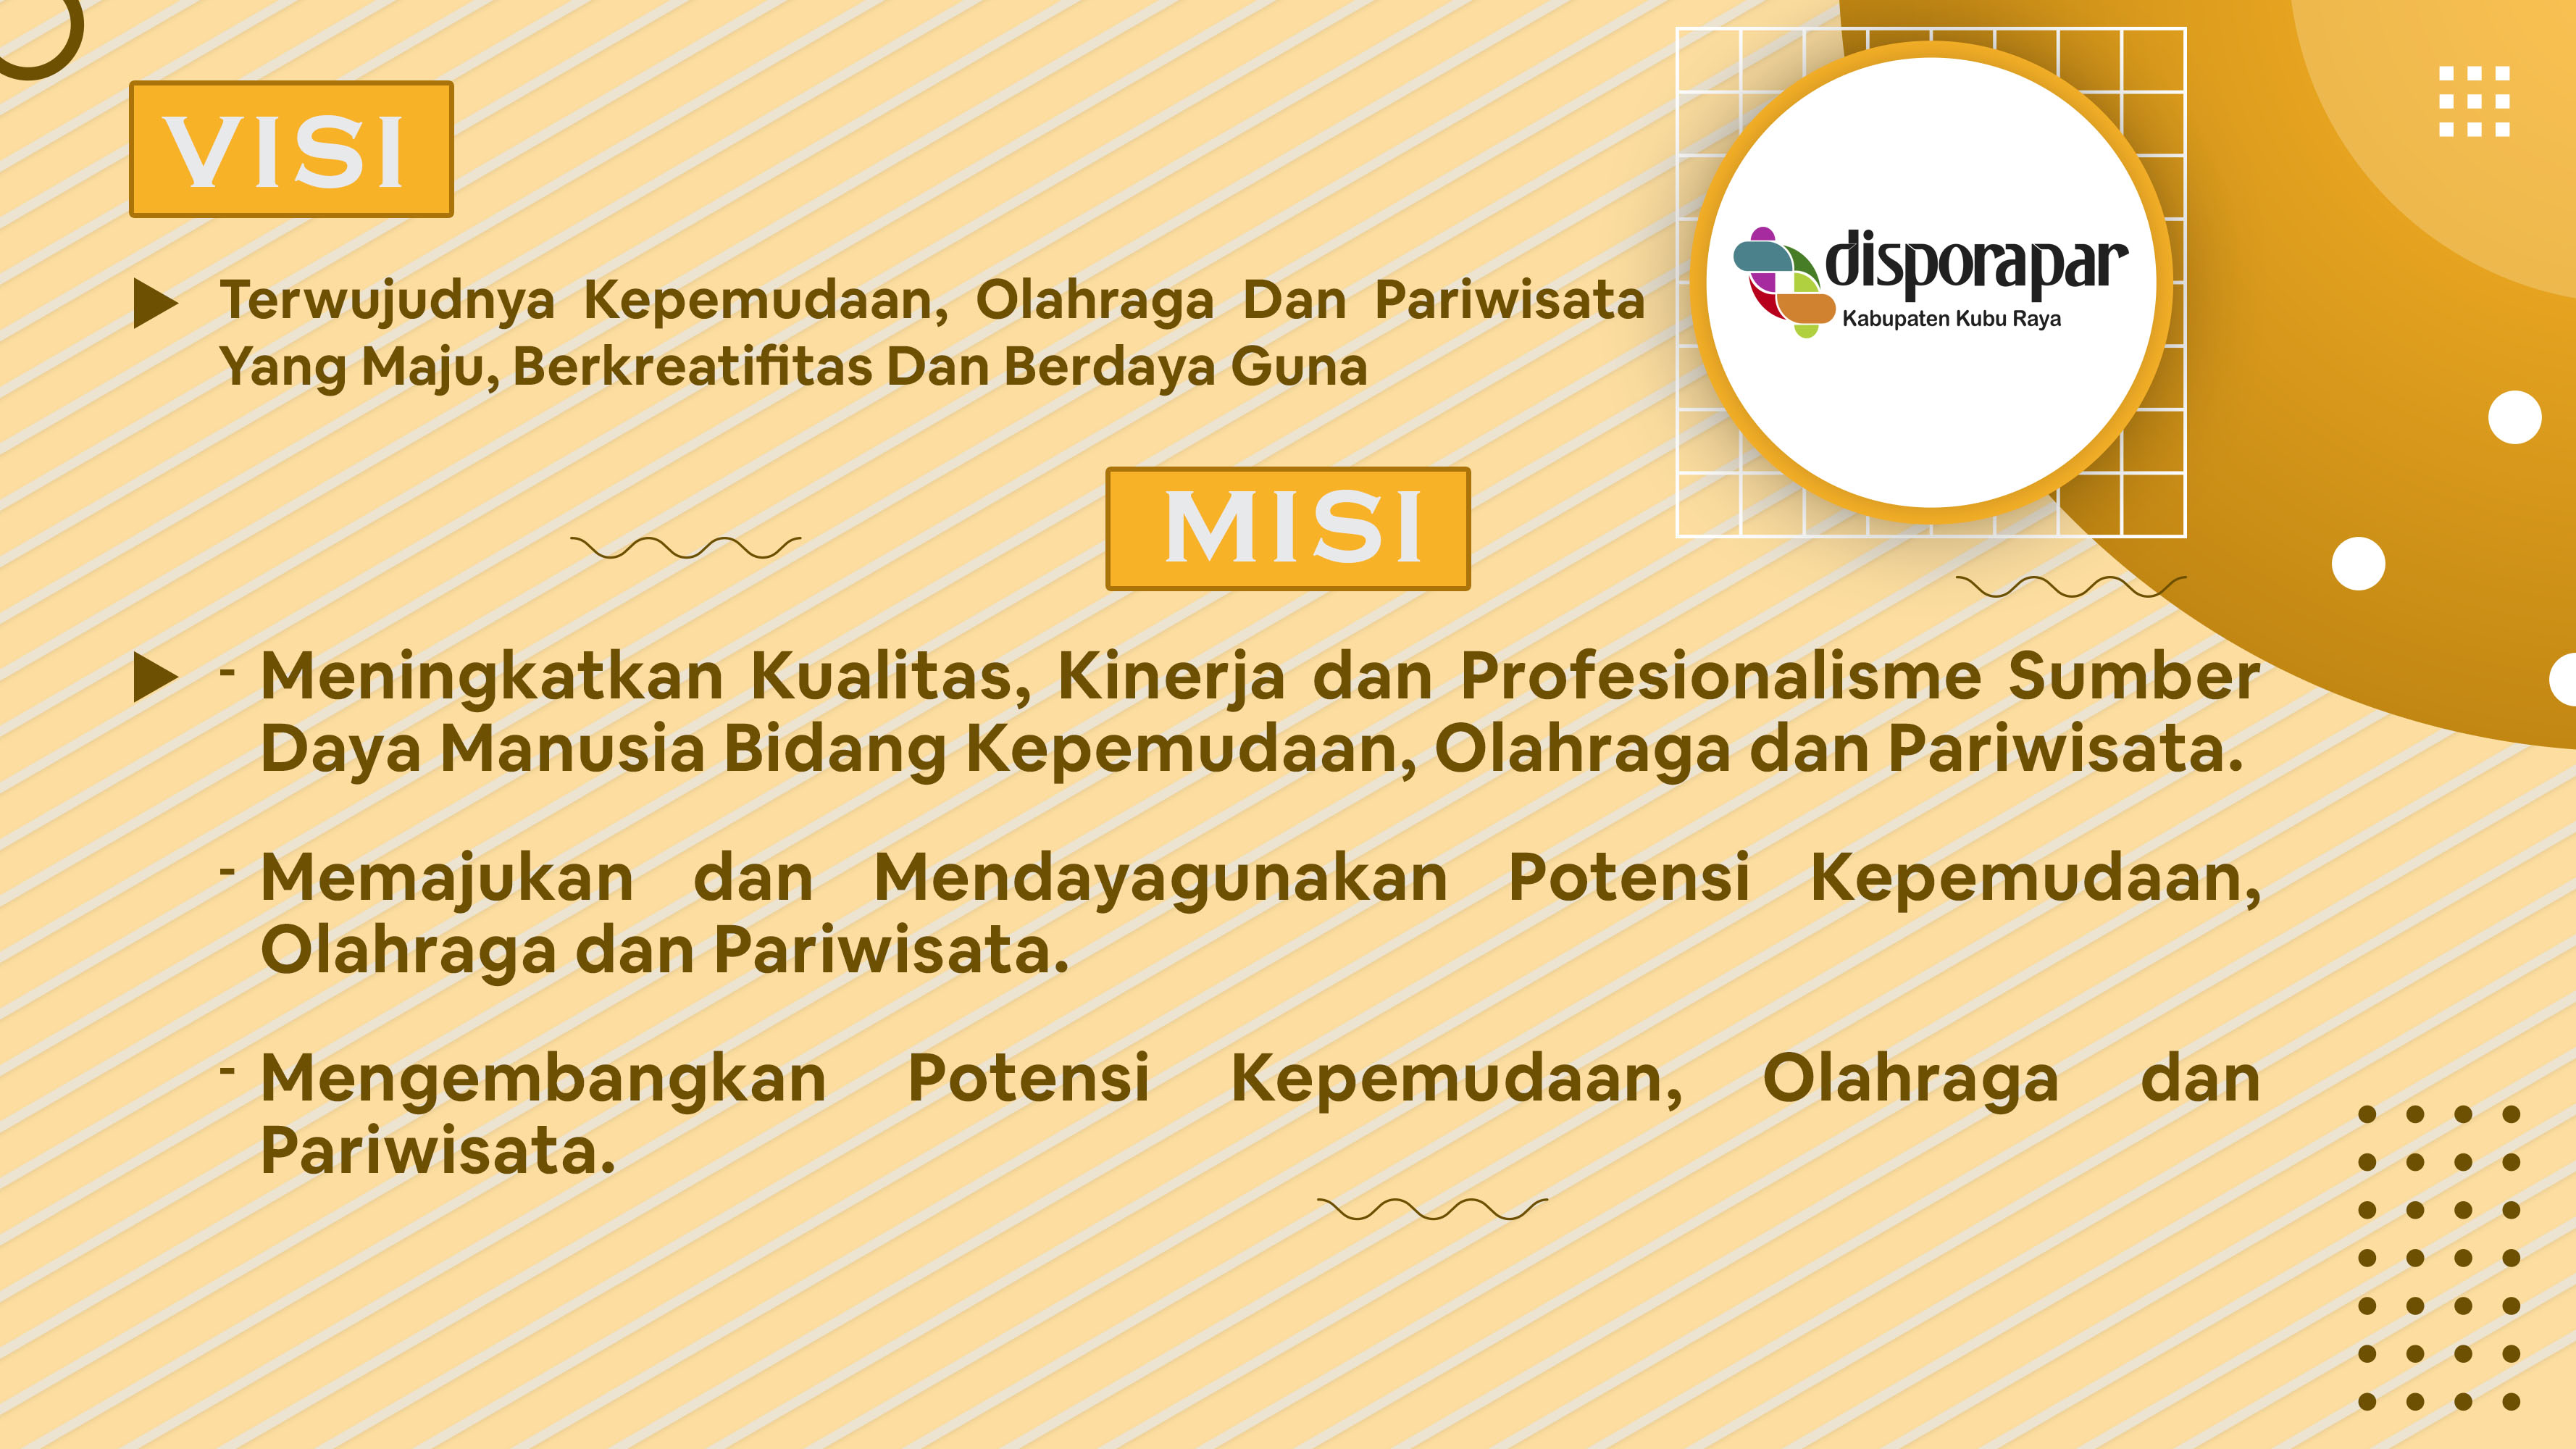 VISI
Terwujudnya Kepemudaan, Olahraga Dan Pariwisata
Yang Maju, Berkreatifitas Dan Berdaya Guna
disporapar
Kabupaten Kubu Raya
MISI
- Meningkatkan Kualitas, Kinerja dan Profesionalisme Sumber
Daya Manusia Bidang Kepemudaan, Olahraga dan Pariwisata.
- Memajukan dan Mendayagunakan Potensi Kepemudaan,
Olahraga dan Pariwisata.
- Mengembangkan Potensi Kepemudaan, Olahraga dan
Pariwisata.